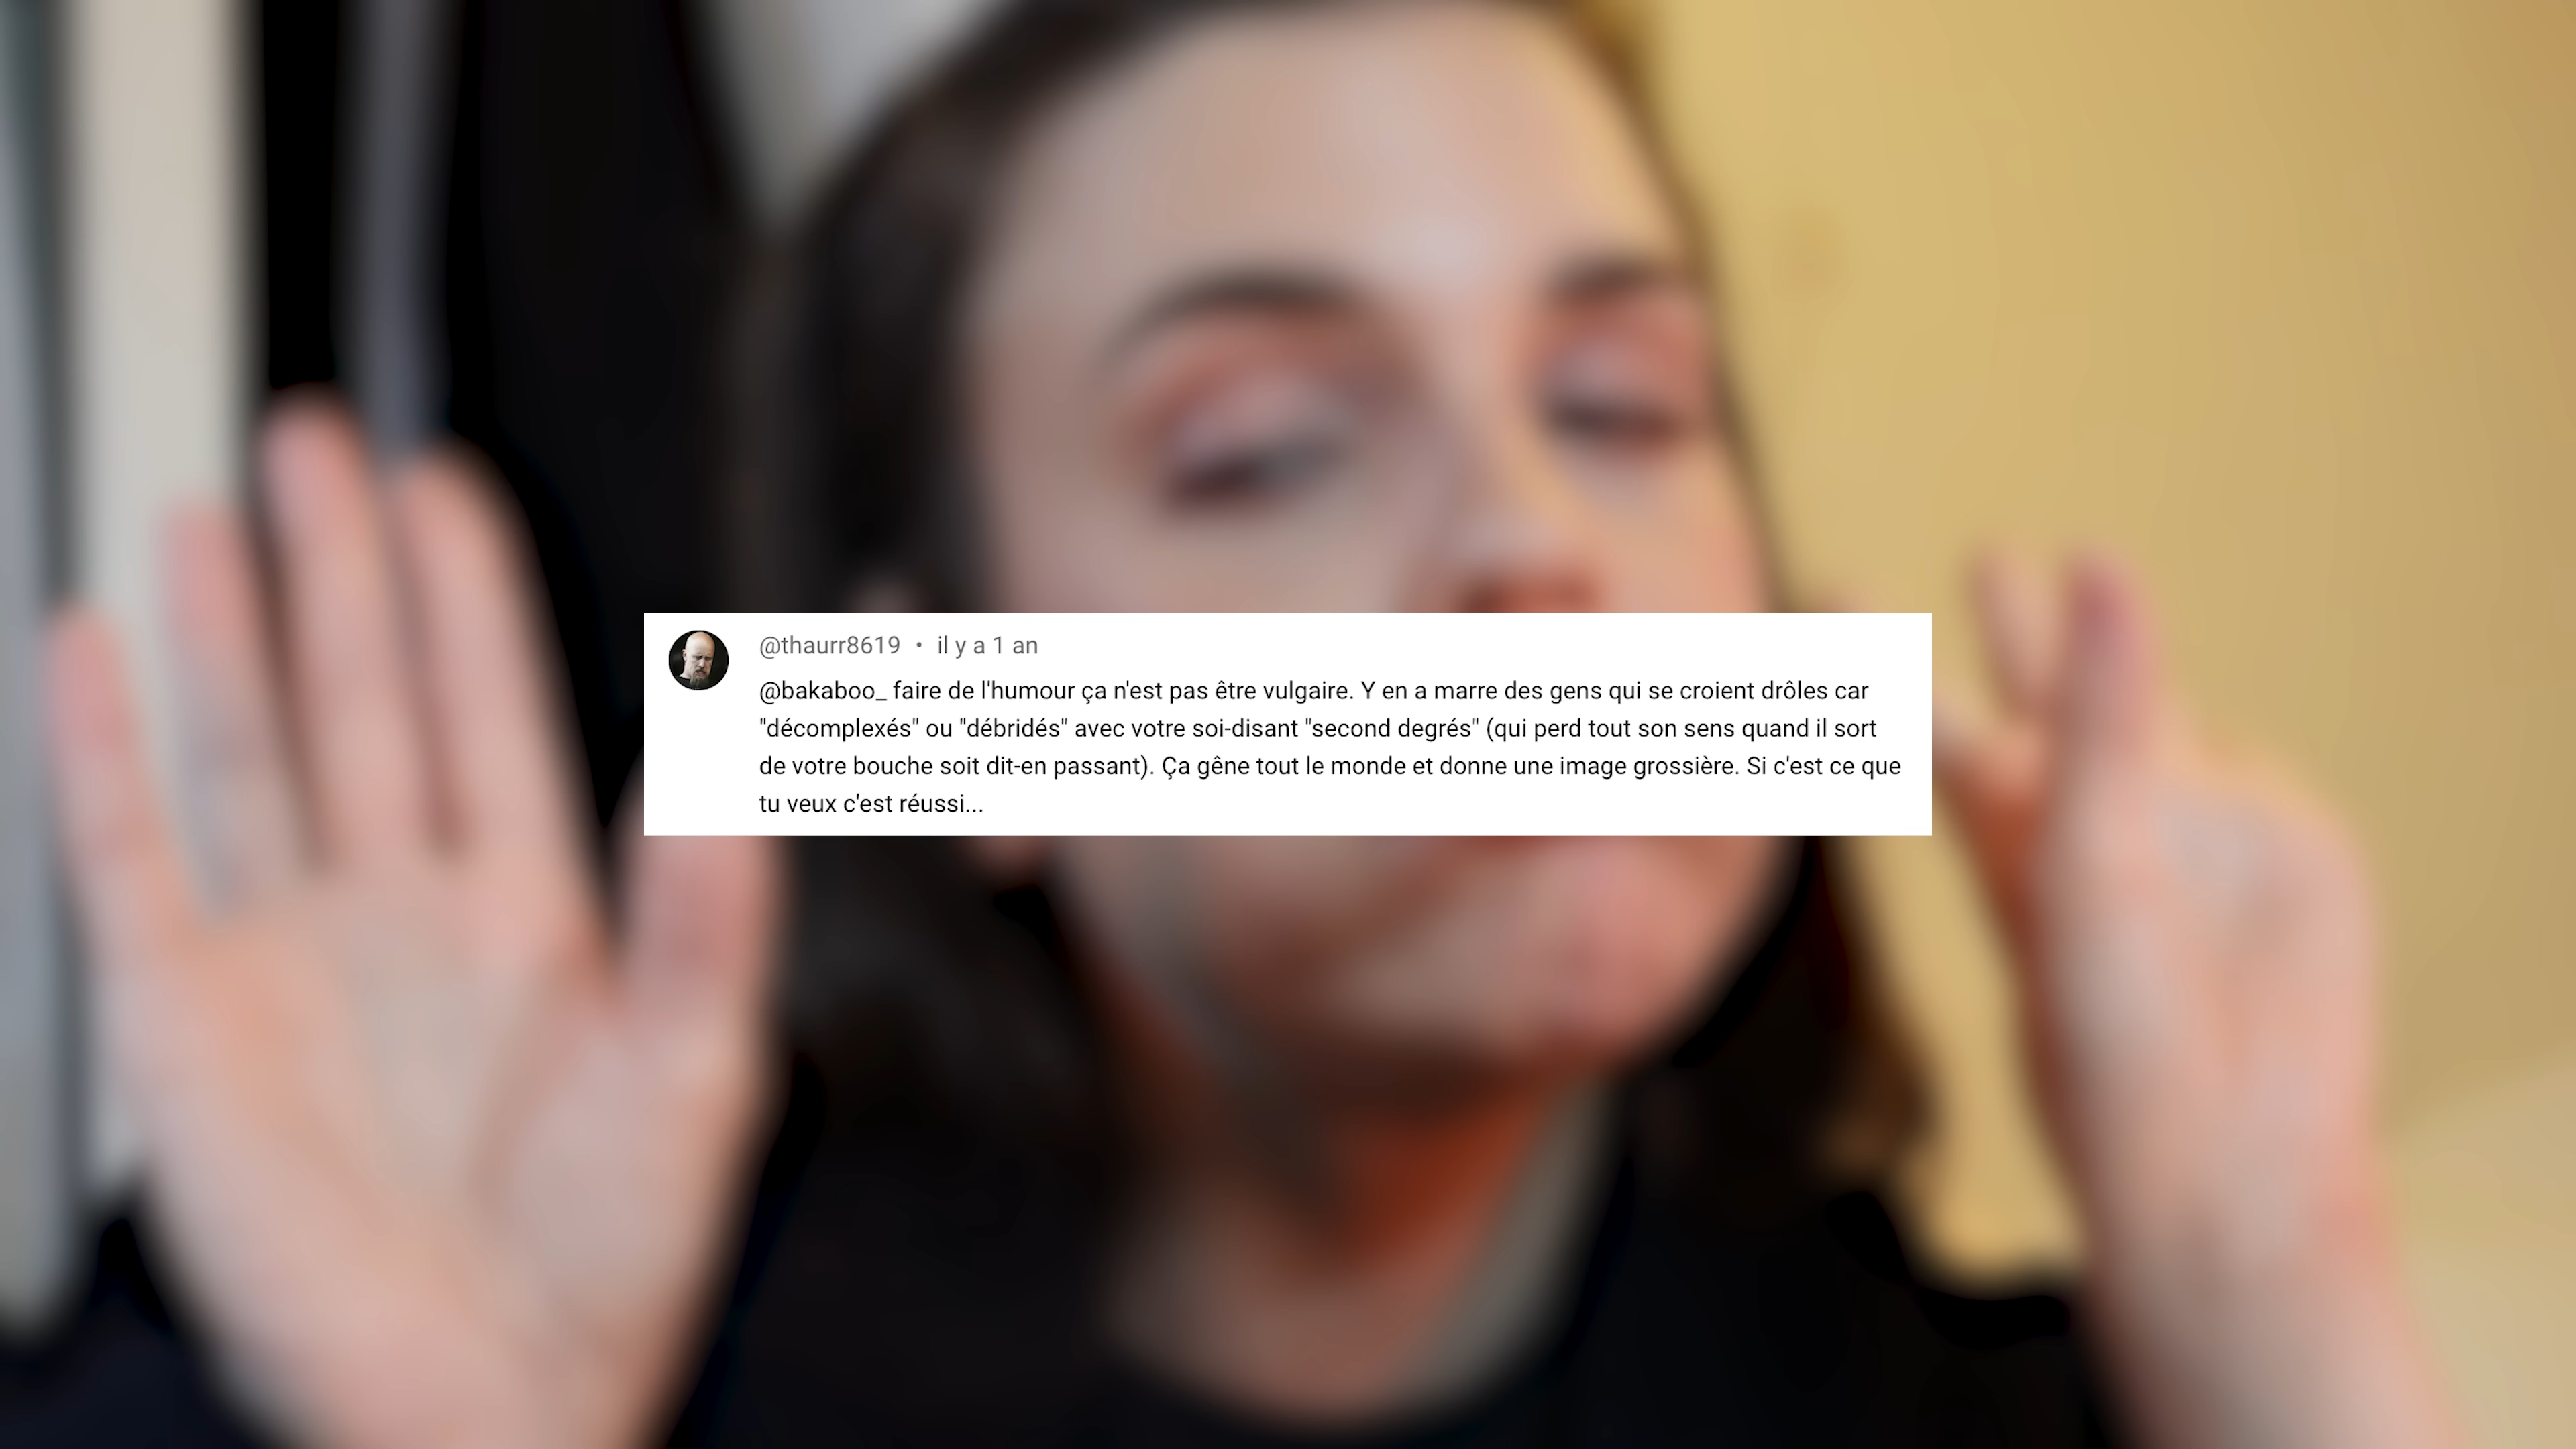 @thaurr8619 • il y a 1 an
@bakaboo_ faire de l'humour ça n'est pas être vulgaire. Y en a marre des gens qui se croient drôles car
"décomplexés" ou "débridés" avec votre soi-disant "second degrés" (qui perd tout son sens quand il sort
de votre bouche soit dit-en passant). Ça gêne tout le monde et donne une image grossière. Si c'est ce que
tu veux c'est réussi...